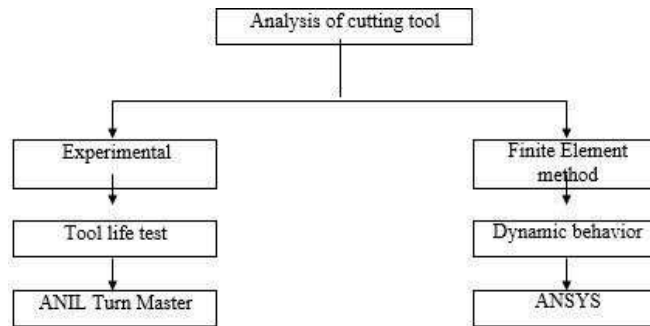 Analysis of cutting tool
Experimental
Finite Element
method
Tool life test
Dynamic behavior
ANIL Turn Master
ANSYS